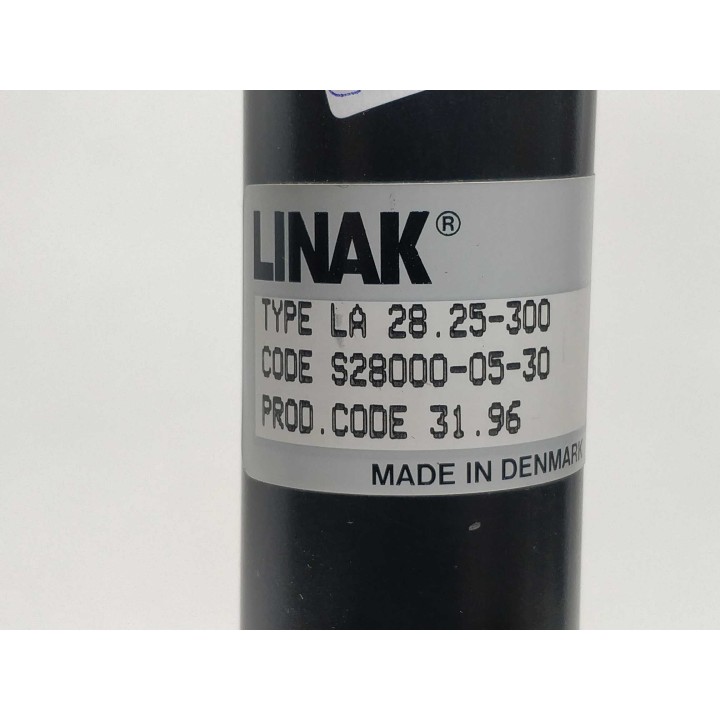 LINAK®
TYPE LA 28.25-300
CODE S28000-05-30
PROD.CODE 31.96
MADE IN DENMARK